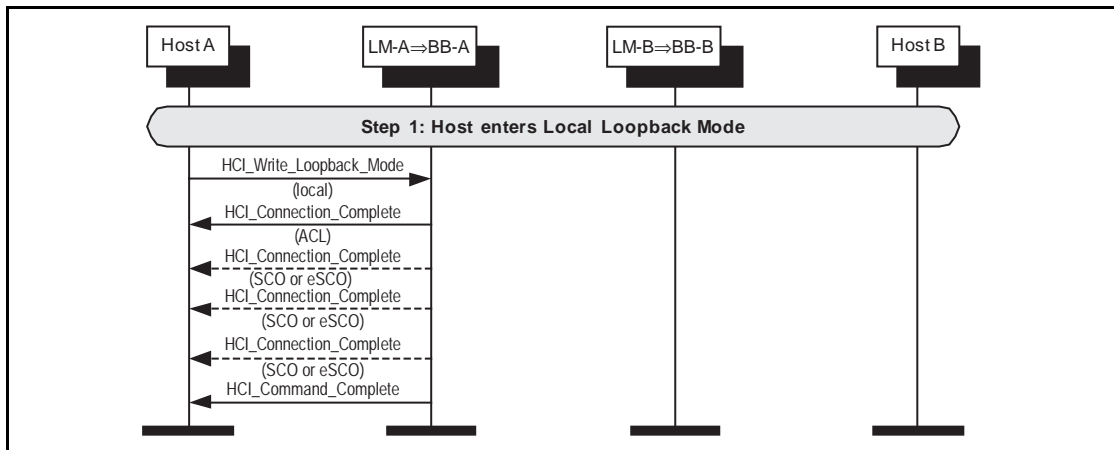 Host A
LM-A⇒BB-A
LM-B⇒BB-B
Host B
Step 1: Host enters Local Loopback Mode
HCI_Write_Loopback_Mode
(local)
HCI_Connection_Complete
(ACL)
HCI_Connection_Complete
(SCO or eSCO)
HCI_Connection_Complete
(SCO or eSCO)
HCI_Connection_Complete
(SCO or eSCO)
HCI_Command_Complete